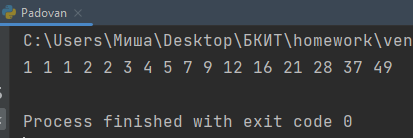 Padovan
C:\Users\Миша\Desktop\БКИТ\homework\ven
1 1 1 2 2 3 4 5 7 9 12 16 21 28 37 49
Process finished with exit code 0